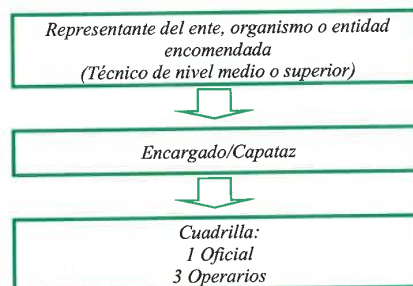 Representante del ente, organismo o entidad
encomendada
(Técnico de nivel medio o superior)
Encargado/Capataz
Cuadrilla:
1 Oficial
3 Operarios